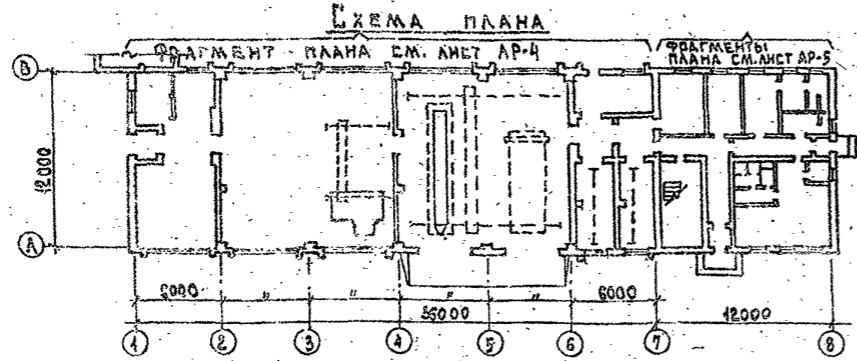 Схема плана
Фрагмент плана см. лист АР-4
Фрагменты
плана см. лист АР-5
В
12000
А
6000 " " " " 6000
36000 12000
1 2 3 4 5 6 7 8